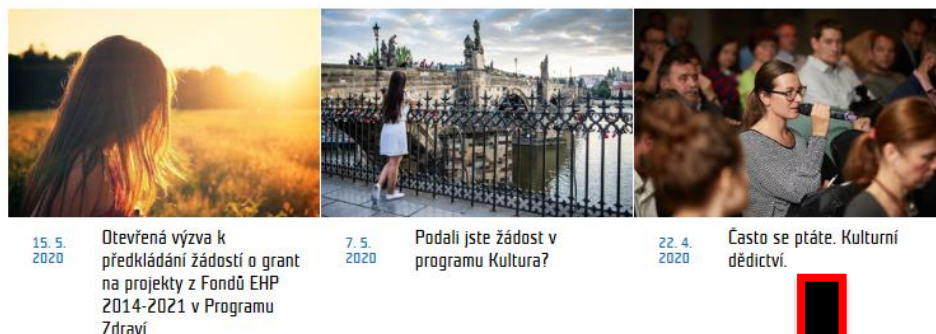 15. 5.
2020
Otevřená výzva k
předkládání žádostí o grant
na projekty z Fondů EHP
2014-2021 v Programu
Zdraví
7. 5.
2020
Podali jste žádost v
programu Kultura?
22. 4.
2020
Často se ptáte. Kulturní
dědictví.